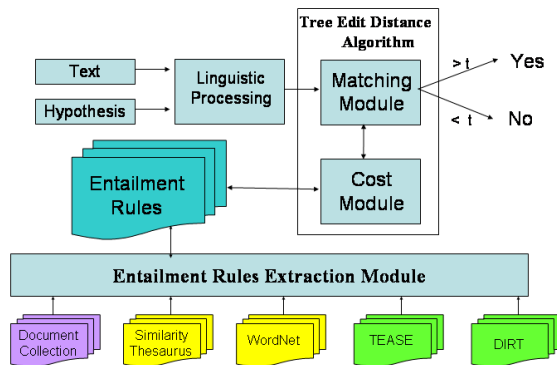 Tree Edit Distance
Algorithm
Text
Hypothesis
Linguistic
Processing
Matching
Module
> t
Yes
< t
No
Entailment
Rules
Cost
Module
Entailment Rules Extraction Module
Document
Collection
Similarity
Thesaurus
WordNet
TEASE
DIRT